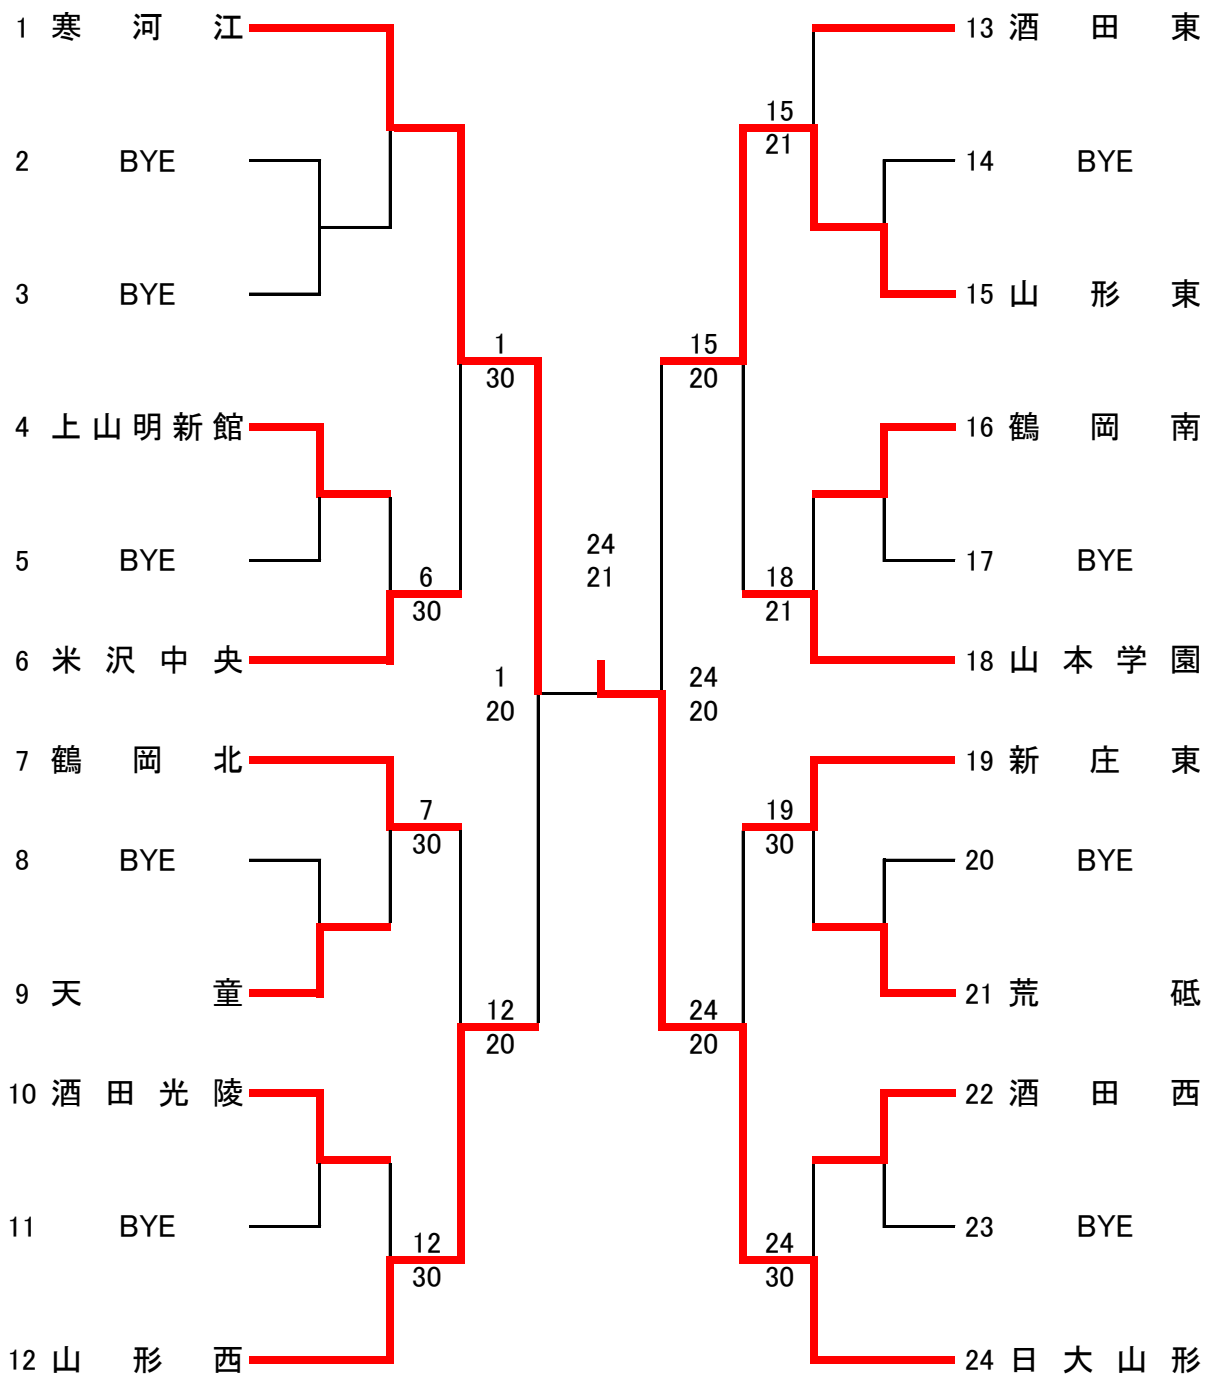 1 寒河江
2 BYE
3 BYE
4 上山明新館
5 BYE
6 米沢中央
7 鶴岡北
8 BYE
9 天童
10 酒田光陵
11 BYE
12 山形西
1
30
6
30
1
20
7
30
12
20
12
30
24
21
15
21
15
20
18
21
24
20
19
30
24
20
24
30
13 酒田東
14 BYE
15 山形東
16 鶴岡南
17 BYE
18 山本学園
19 新庄東
20 BYE
21 荒砥
22 酒田西
23 BYE
24 日大山形